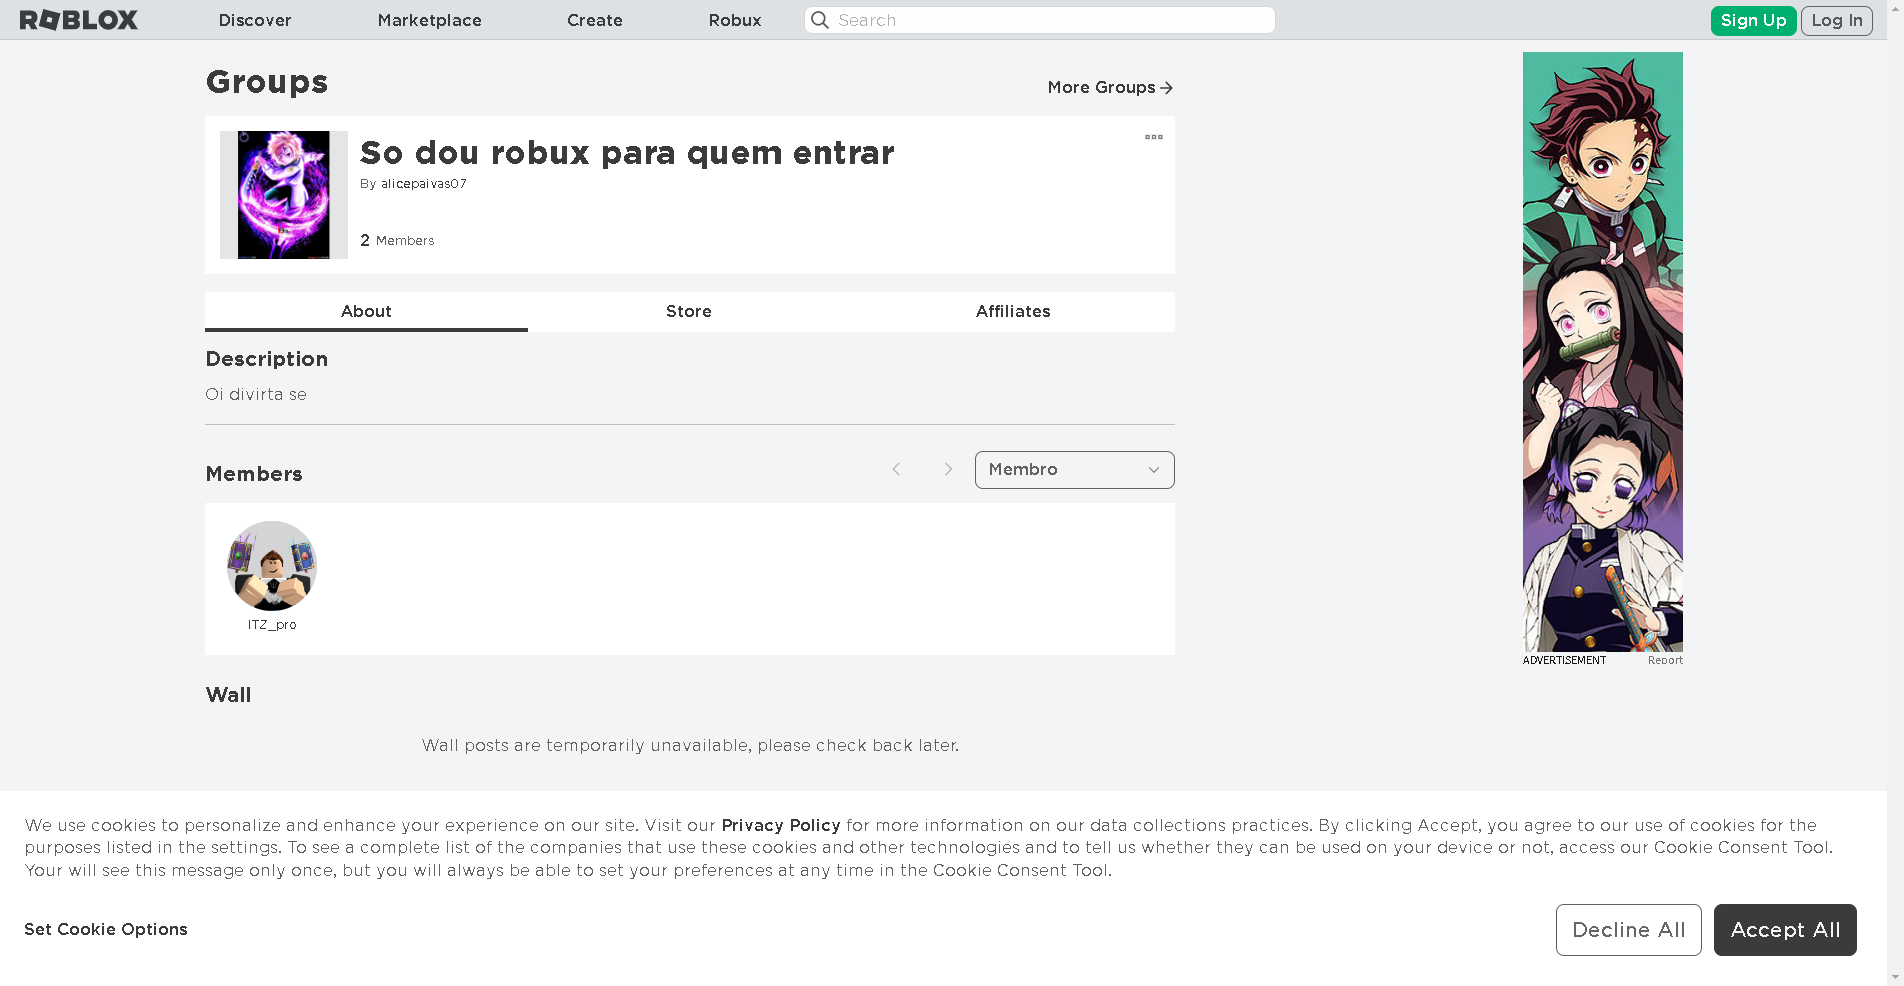 ROBLOX
Discover
Marketplace
Create
Robux
Search
Sign Up
Log In
Groups
More Groups
So dou robux para quem entrar
By alicepaivas07
2 Members
About
Store
Affiliates
Description
Oi divirta se
Members
Membro
ITZ_pro
Wall
Wall posts are temporarily unavailable, please check back later.
ADVERTISEMENT
Report
We use cookies to personalize and enhance your experience on our site. Visit our Privacy Policy for more information on our data collections practices. By clicking Accept, you agree to our use of cookies for the
purposes listed in the settings. To see a complete list of the companies that use these cookies and other technologies and to tell us whether they can be used on your device or not, access our Cookie Consent Tool.
Your will see this message only once, but you will always be able to set your preferences at any time in the Cookie Consent Tool.
Set Cookie Options
Decline All
Accept All